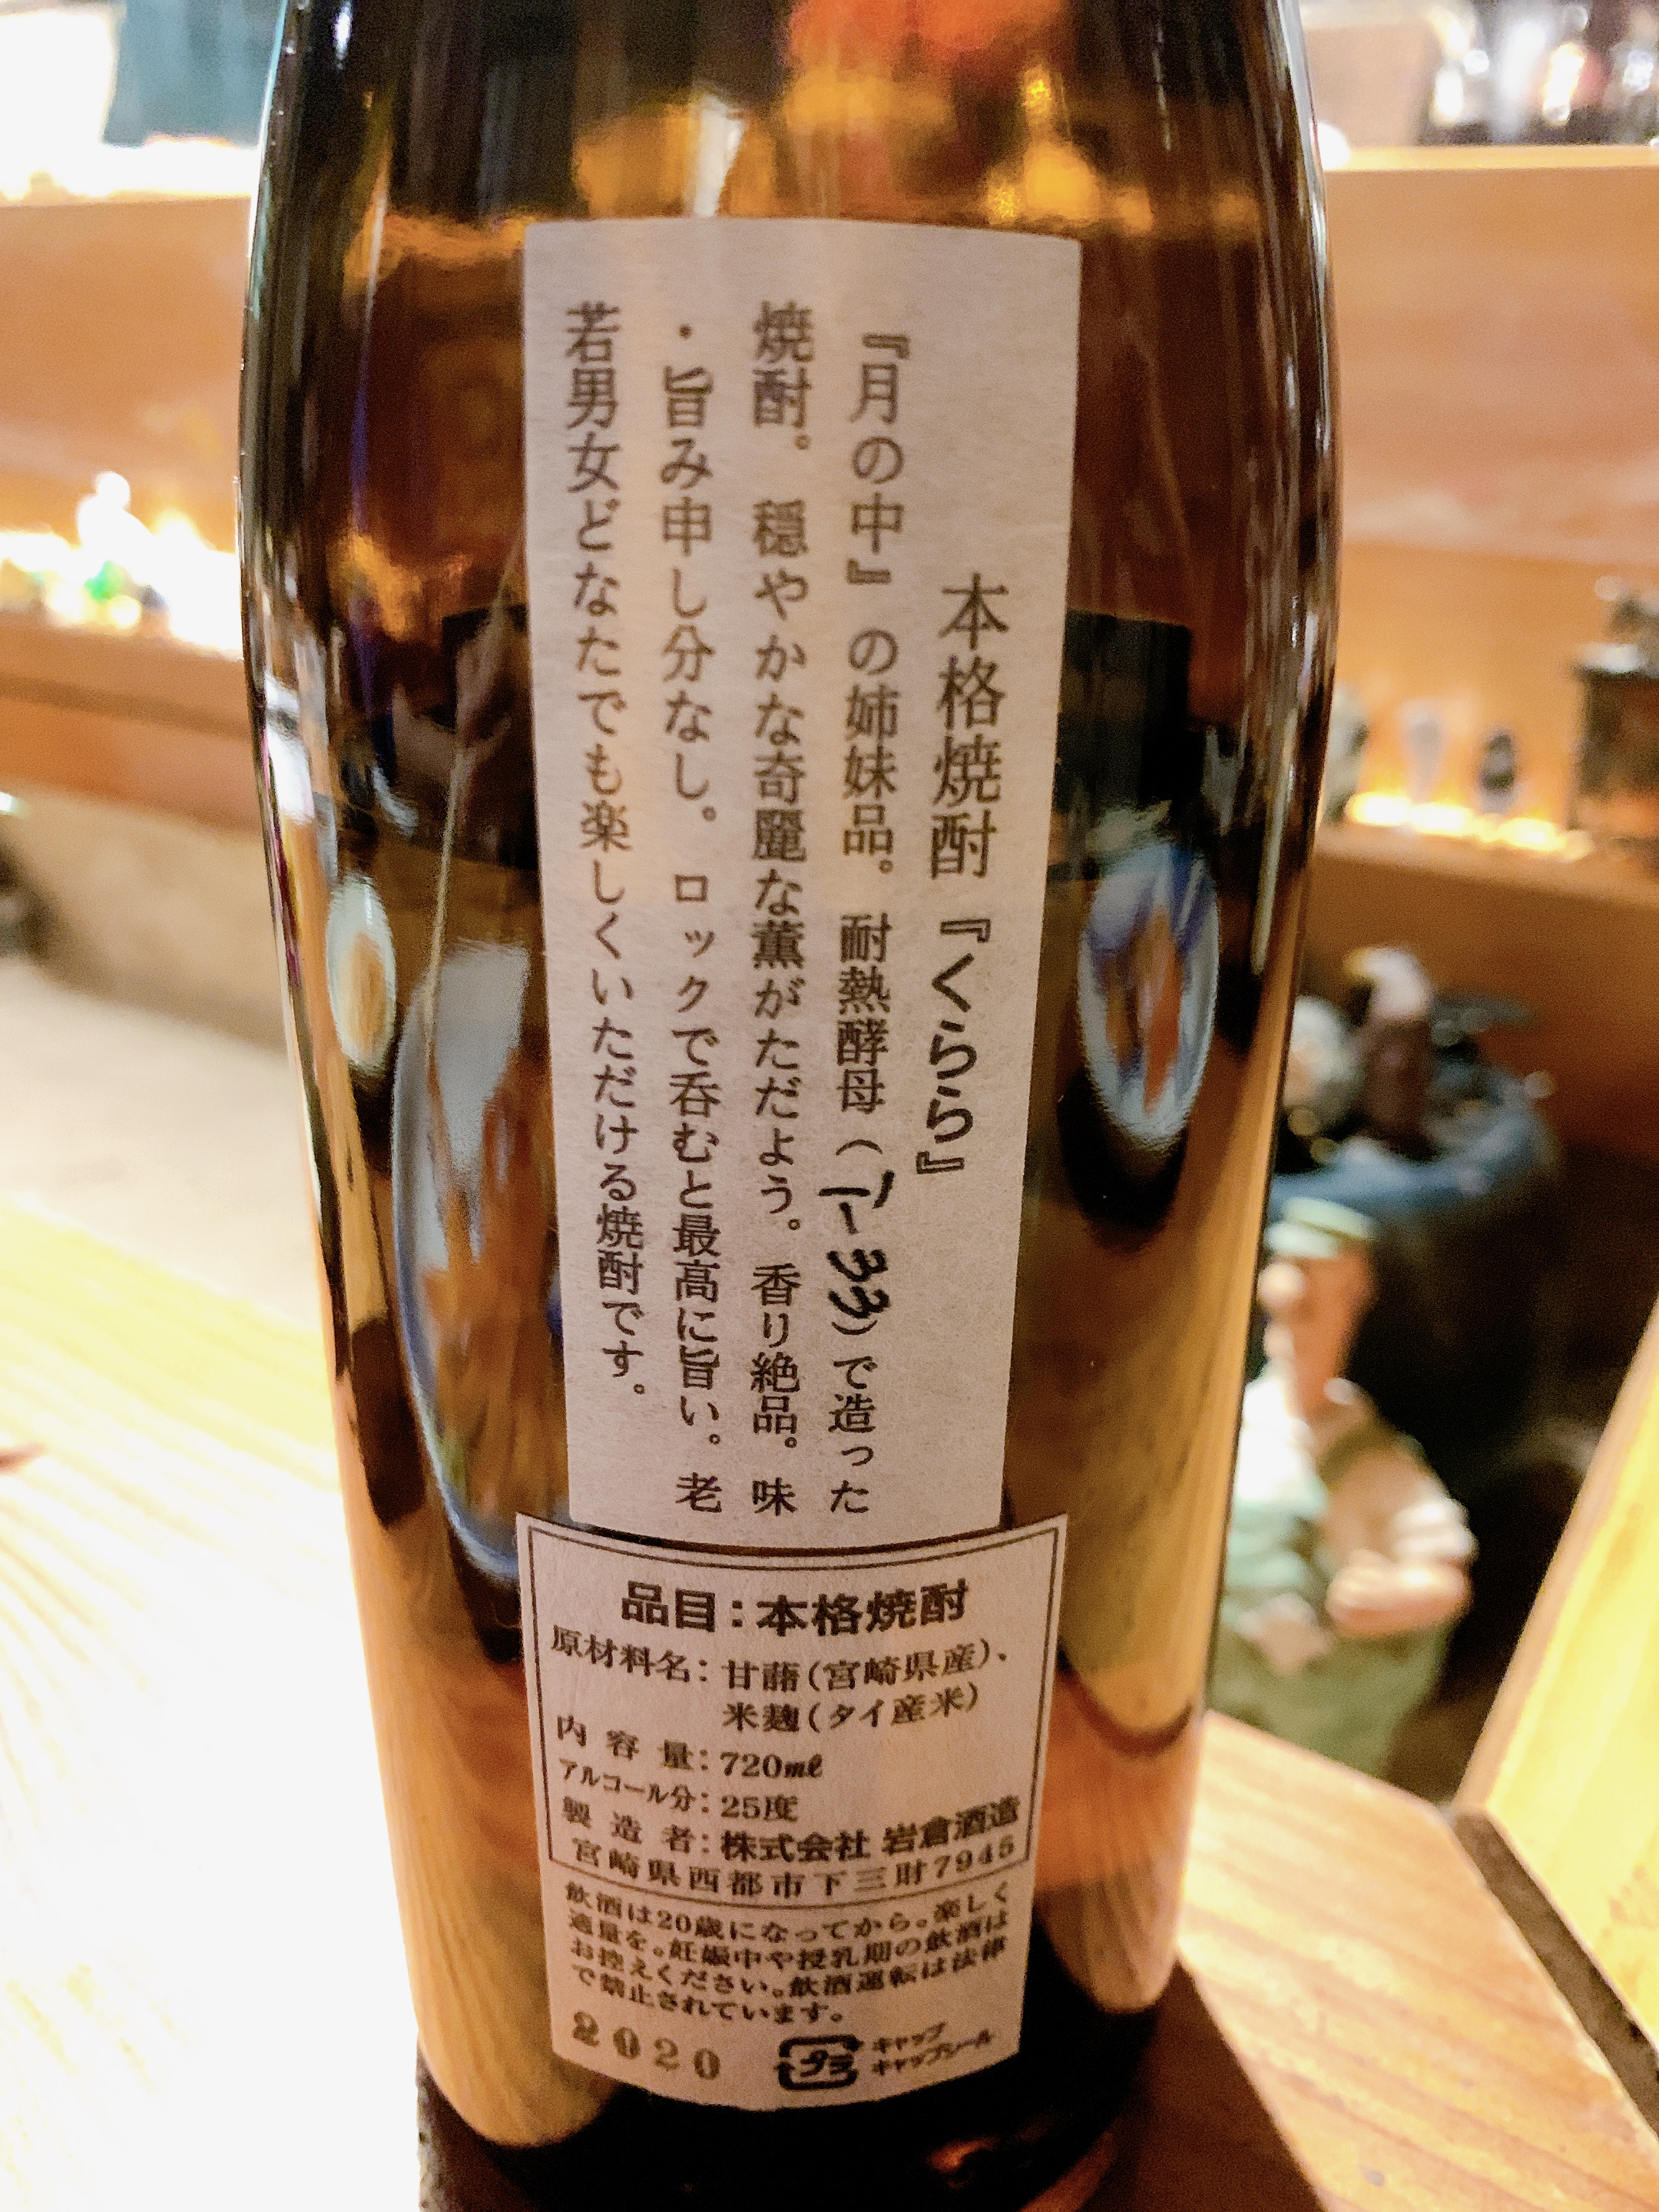 本格焼酎『くらら』
『月の中』の姉妹品。耐熱酵母(T-33)で造った
焼酎。穏やかな奇麗な薫がただよう。香り絶品。味
・旨み申し分なし。ロックで呑むと最高に旨い。老
若男女どなたでも楽しくいただける焼酎です。
品目:本格焼酎
原材料名:甘藷(宮崎県産)、
米麹(タイ産米)
内容量:720㎖
アルコール分:25度
製造者:株式会社 岩倉酒造
宮崎県西都市下三財7945
飲酒は20歳になってから。楽しく
適量を。妊娠中や授乳期の飲酒は
お控えください。飲酒運転は法律
で禁止されています。
2020
プラ
キャップ
キャップシール